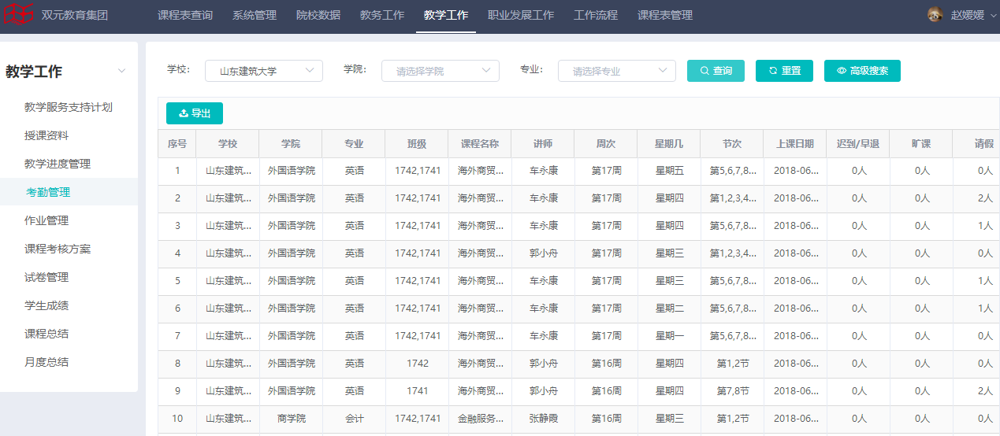 双元教育集团 课程表查询 系统管理 院校数据 教务工作 教学工作 职业发展工作 工作流程 课程表管理 赵媛媛
教学工作
教学服务支持计划
授课资料
教学进度管理
考勤管理
作业管理
课程考核方案
试卷管理
学生成绩
课程总结
月度总结
学校： 山东建筑大学 学院： 请选择学院 专业： 请选择专业 查询 重置 高级搜索
导出
序号 学校 学院 专业 班级 课程名称 讲师 周次 星期几 节次 上课日期 迟到/早退 旷课 请假
1 山东建筑... 外国语学院 英语 1742,1741 海外商贸... 车永康 第17周 星期五 第5,6,7,8... 2018-06... 0人 0人 0人
2 山东建筑... 外国语学院 英语 1742,1741 海外商贸... 车永康 第17周 星期四 第1,2,3,4... 2018-06... 0人 0人 2人
3 山东建筑... 外国语学院 英语 1742,1741 海外商贸... 车永康 第17周 星期四 第5,6,7,8... 2018-06... 0人 0人 1人
4 山东建筑... 外国语学院 英语 1742,1741 海外商贸... 郭小舟 第17周 星期三 第1,2,3,4... 2018-06... 0人 0人 0人
5 山东建筑... 外国语学院 英语 1742,1741 海外商贸... 车永康 第17周 星期三 第5,6,7,8... 2018-06... 0人 0人 1人
6 山东建筑... 外国语学院 英语 1742,1741 海外商贸... 车永康 第17周 星期二 第5,6,7,8... 2018-06... 0人 0人 1人
7 山东建筑... 外国语学院 英语 1742,1741 海外商贸... 车永康 第17周 星期一 第5,6,7,8... 2018-06... 0人 0人 0人
8 山东建筑... 外国语学院 英语 1742 海外商贸... 郭小舟 第16周 星期四 第1,2节 2018-06... 0人 0人 0人
9 山东建筑... 外国语学院 英语 1741 海外商贸... 郭小舟 第16周 星期四 第7,8节 2018-06... 0人 0人 2人
10 山东建筑... 商学院 会计 1742,1741 金融服务... 张静霞 第16周 星期三 第1,2节 2018-06... 0人 0人 0人